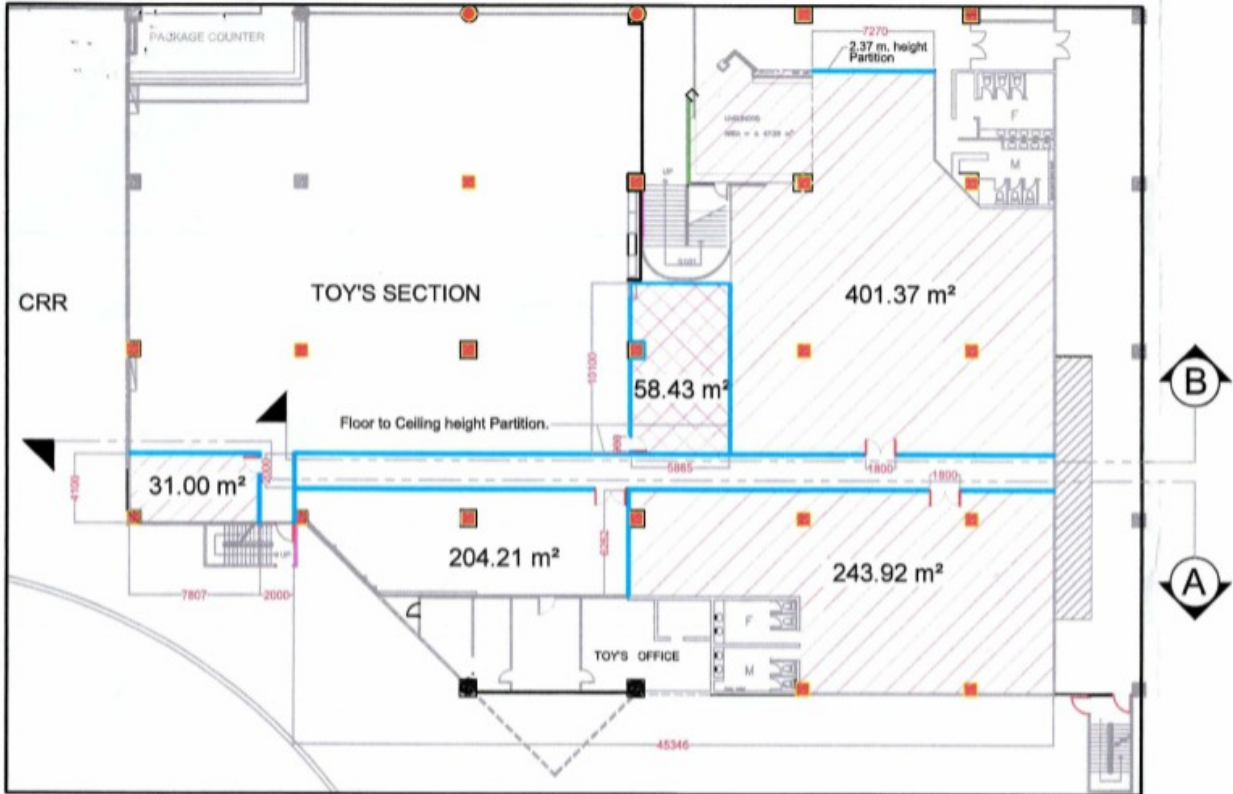 PACKAGE COUNTER
7270
2.37 m. height
Partition
F
M
UP
TOY'S SECTION
CRR
401.37 m²
10100
58.43 m²
B
Floor to Ceiling height Partition.
5865
1800
1800
31.00 m²
4100
2000
204.21 m²
6262
243.92 m²
A
UP
7807
2000
F
TOY'S OFFICE
M
45346